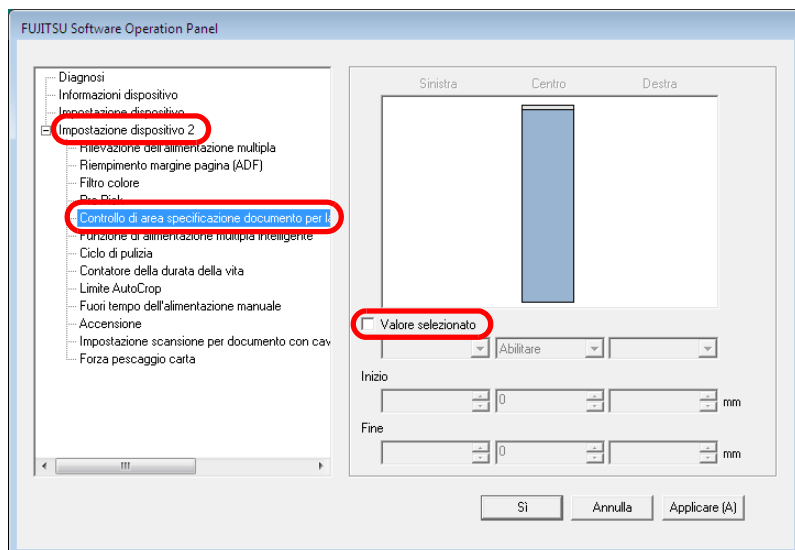 FUJITSU Software Operation Panel
Diagnosi
Informazioni dispositivo
Impostazione dispositivo
Impostazione dispositivo 2
Rilevazione dell'alimentazione multipla
Riempimento margine pagina (ADF)
Filtro colore
Pre Pick
Controllo di area specificazione documento per la
Funzione di alimentazione multipla intelligente
Ciclo di pulizia
Contatore della durata della vita
Limite AutoCrop
Fuori tempo dell'alimentazione manuale
Accensione
Impostazione scansione per documento con cav
Forza pescaggio carta
Sinistra Centro Destra
Valore selezionato
Abilitare
Inizio
0 mm
Fine
0 mm
Sì Annulla Applicare (A)